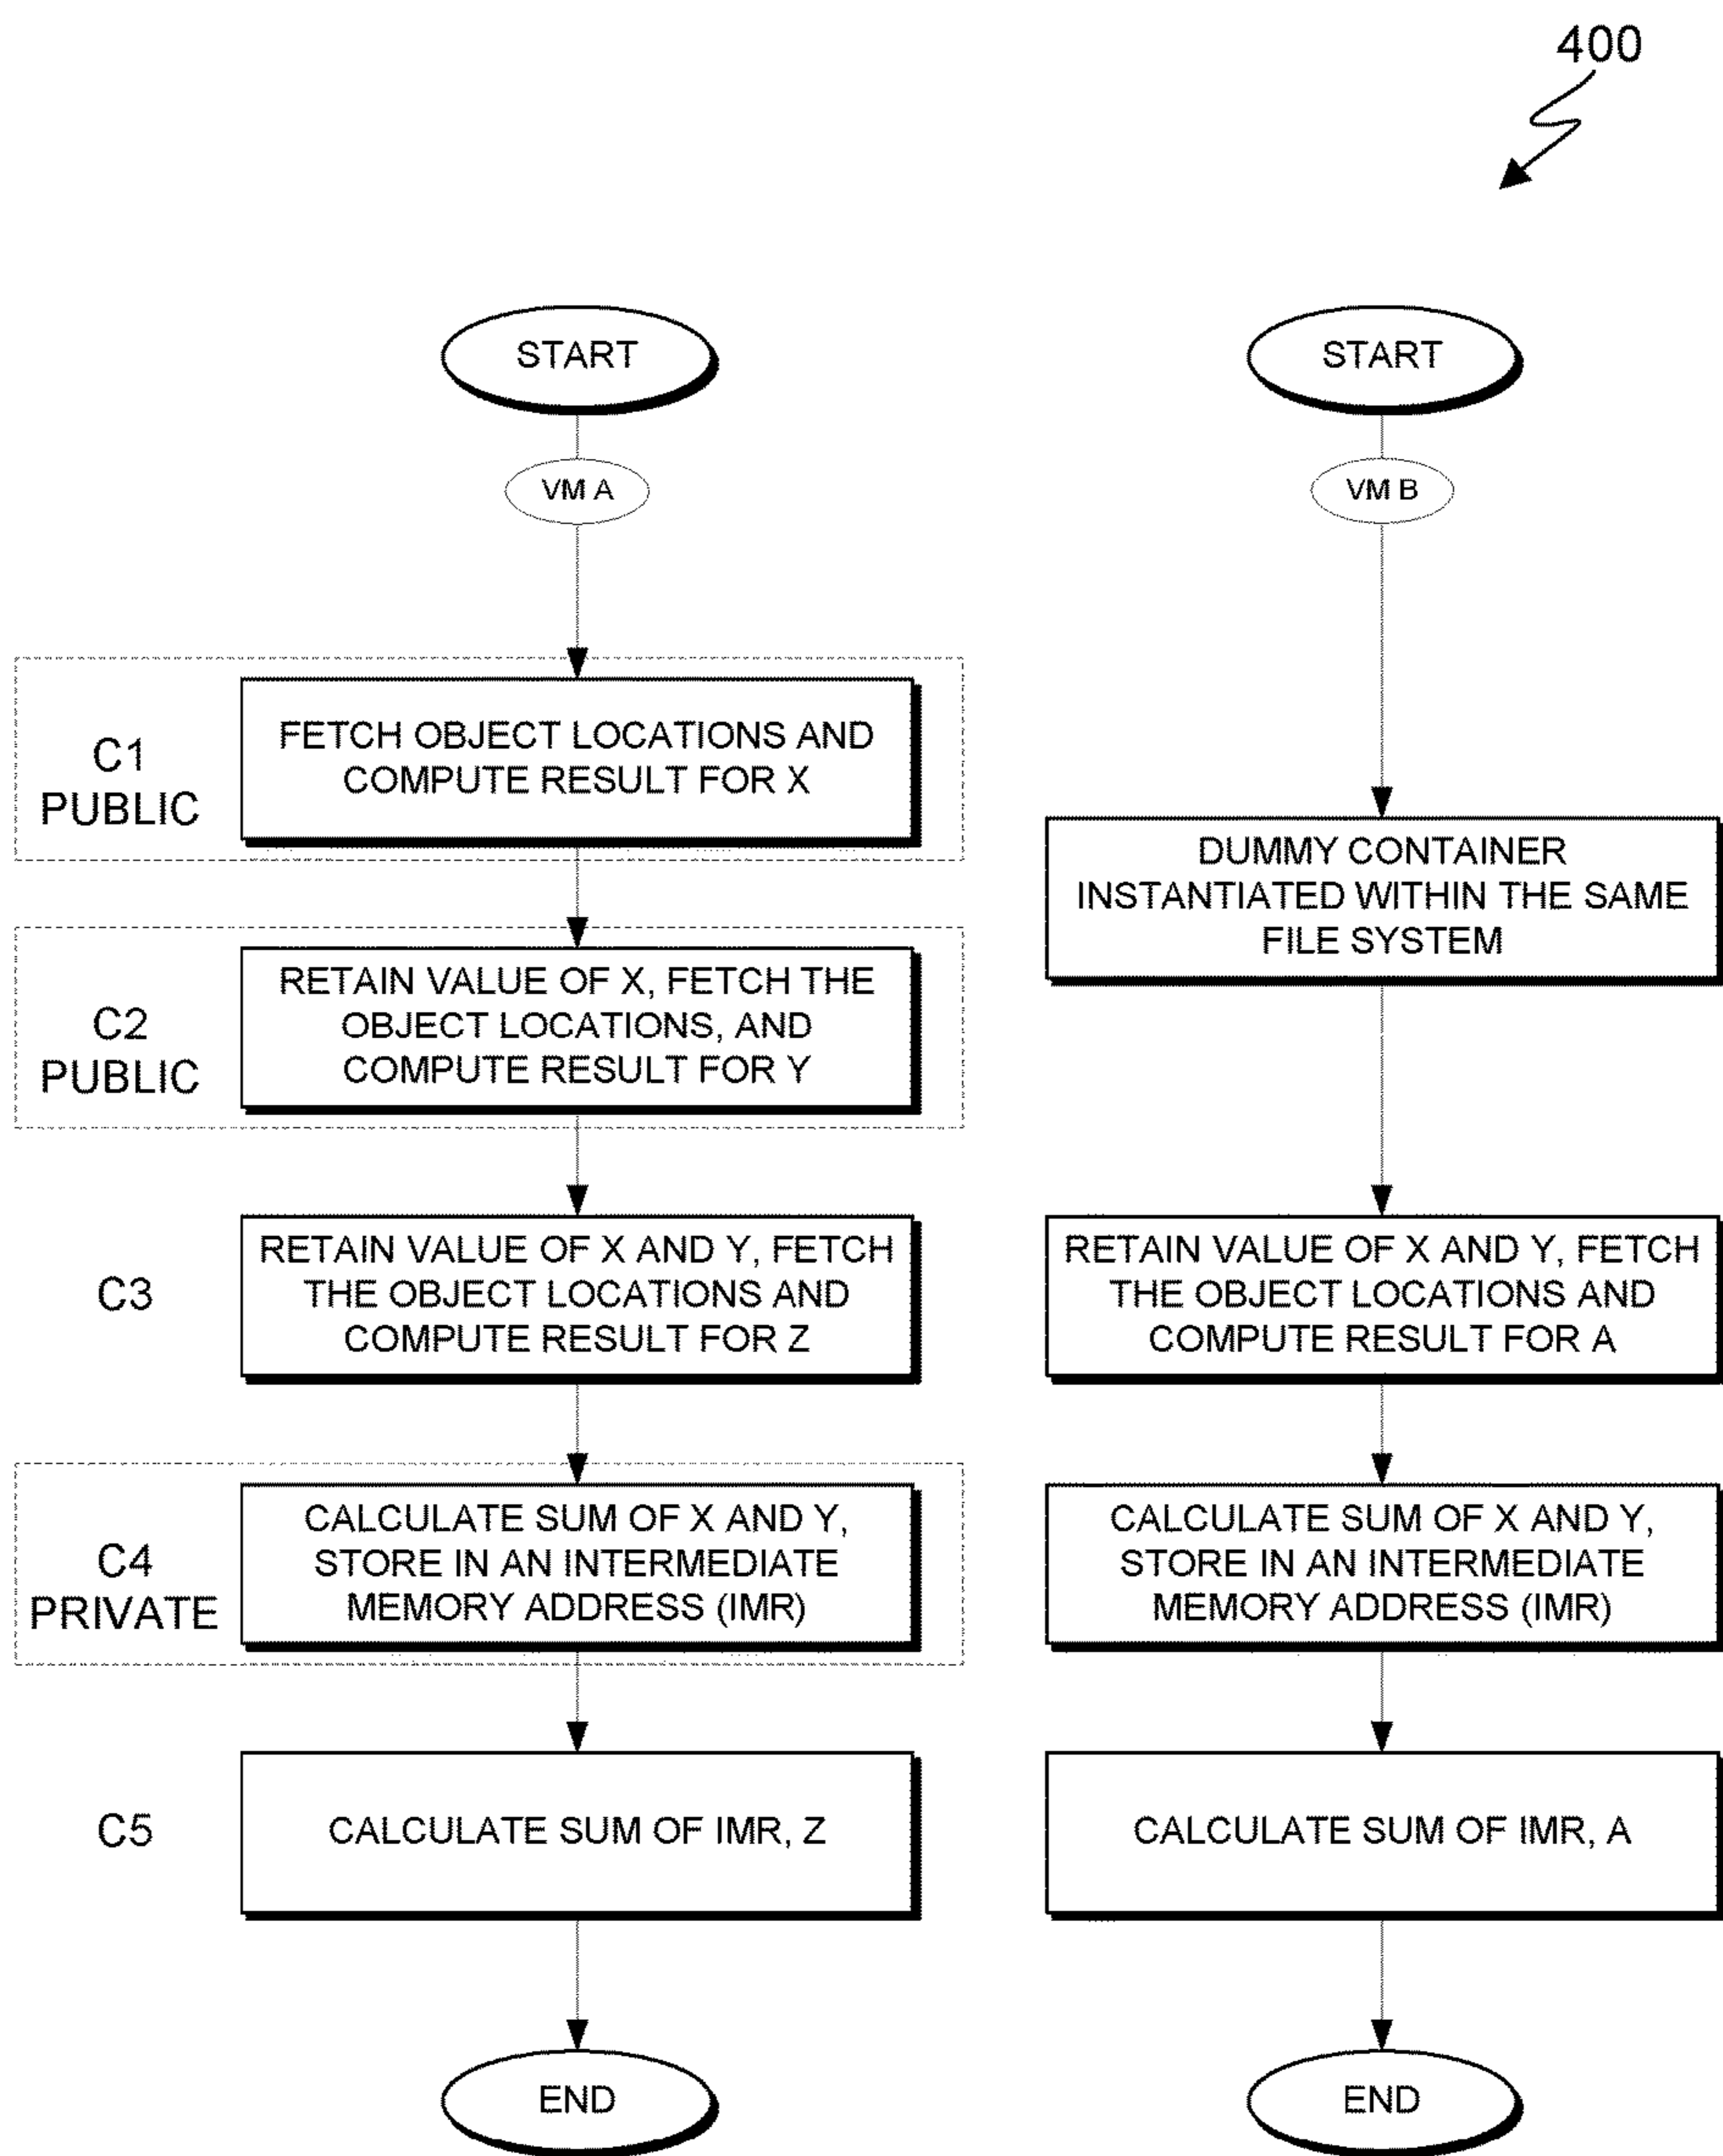 400
START
VM A
C1
PUBLIC
FETCH OBJECT LOCATIONS AND
COMPUTE RESULT FOR X
C2
PUBLIC
RETAIN VALUE OF X, FETCH THE
OBJECT LOCATIONS, AND
COMPUTE RESULT FOR Y
C3
RETAIN VALUE OF X AND Y, FETCH
THE OBJECT LOCATIONS AND
COMPUTE RESULT FOR Z
C4
PRIVATE
CALCULATE SUM OF X AND Y,
STORE IN AN INTERMEDIATE
MEMORY ADDRESS (IMR)
C5
CALCULATE SUM OF IMR, Z
END
START
VM B
DUMMY CONTAINER
INSTANTIATED WITHIN THE SAME
FILE SYSTEM
RETAIN VALUE OF X AND Y, FETCH
THE OBJECT LOCATIONS AND
COMPUTE RESULT FOR A
CALCULATE SUM OF X AND Y,
STORE IN AN INTERMEDIATE
MEMORY ADDRESS (IMR)
CALCULATE SUM OF IMR, A
END